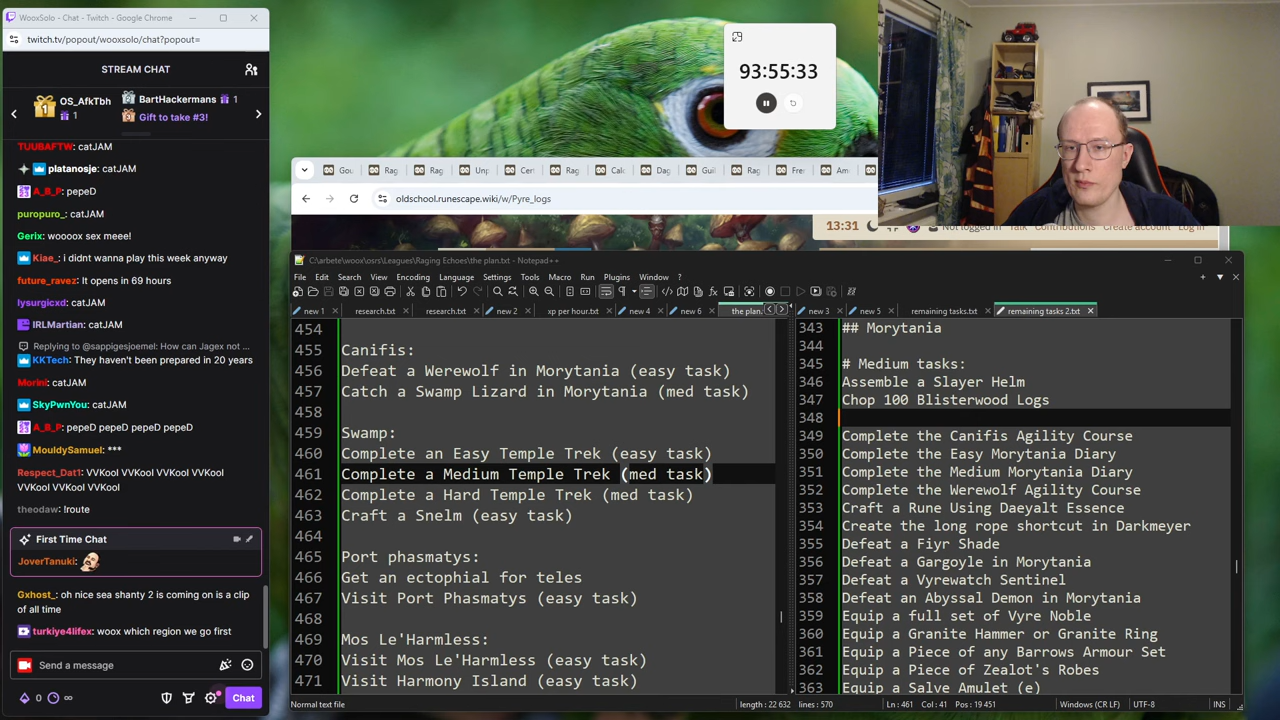 WooxSolo - Chat - Twitch - Google Chrome
twitch.tv/popout/wooxsolo/chat?popout=
STREAM CHAT
OS_AfkTbh
1
BartHackermans 1
Gift to take #3!
TUUBAFTW: catJAM
platanosje: catJAM
A_B_P: pepeD
puropuro_: catJAM
Gerix: woooox sex meee!
Kiae_: i didnt wanna play this week anyway
future_ravez: It opens in 69 hours
lysurgicxd: catJAM
IRLMartian: catJAM
Replying to @sappigesjoemel: How can Jagex not ...
KKTech: They haven't been prepared in 20 years
Morini: catJAM
SkyPwnYou: catJAM
A_B_P: pepeD pepeD pepeD pepeD
MouldySamuel: ***
Respect_Dat1: VVKool VVKool VVKool VVKool
VVKool VVKool VVKool
theodaw: !route
First Time Chat
JoverTanuki:
Gxhost_: oh nice sea shanty 2 is coming on is a clip
of all time
turkiye4lifex: woox which region we go first
Send a message
0 ∞
Chat
93:55:33
Gou
Rag
Rag
Unp
Cert
Rag
Calc
Dag
Guil
Rag
Fre
Am
oldschool.runescape.wiki/w/Pyre_logs
13:31
Not logged in Talk Contributions Create account Log in
C:\arbete\woox\osrs\Leagues\Raging Echoes\the plan.txt - Notepad++
File Edit Search View Encoding Language Settings Tools Macro Run Plugins Window ?
new 1
research.txt
research.txt
new 2
xp per hour.txt
new 4
new 6
the plan.
new 3
new 5
remaining tasks.txt
remaining tasks 2.txt
454
455 Canifis:
456 Defeat a Werewolf in Morytania (easy task)
457 Catch a Swamp Lizard in Morytania (med task)
458
459 Swamp:
460 Complete an Easy Temple Trek (easy task)
461 Complete a Medium Temple Trek (med task)
462 Complete a Hard Temple Trek (med task)
463 Craft a Snelm (easy task)
464
465 Port phasmatys:
466 Get an ectophial for teles
467 Visit Port Phasmatys (easy task)
468
469 Mos Le'Harmless:
470 Visit Mos Le'Harmless (easy task)
471 Visit Harmony Island (easy task)
343 ## Morytania
344
345 # Medium tasks:
346 Assemble a Slayer Helm
347 Chop 100 Blisterwood Logs
348
349 Complete the Canifis Agility Course
350 Complete the Easy Morytania Diary
351 Complete the Medium Morytania Diary
352 Complete the Werewolf Agility Course
353 Craft a Rune Using Daeyalt Essence
354 Create the long rope shortcut in Darkmeyer
355 Defeat a Fiyr Shade
356 Defeat a Gargoyle in Morytania
357 Defeat a Vyrewatch Sentinel
358 Defeat an Abyssal Demon in Morytania
359 Equip a full set of Vyre Noble
360 Equip a Granite Hammer or Granite Ring
361 Equip a Piece of any Barrows Armour Set
362 Equip a Piece of Zealot's Robes
363 Equip a Salve Amulet (e)
Normal text file
length : 22 632 lines : 570
Ln : 461 Col : 41 Pos : 19 451
Windows (CR LF)
UTF-8
INS